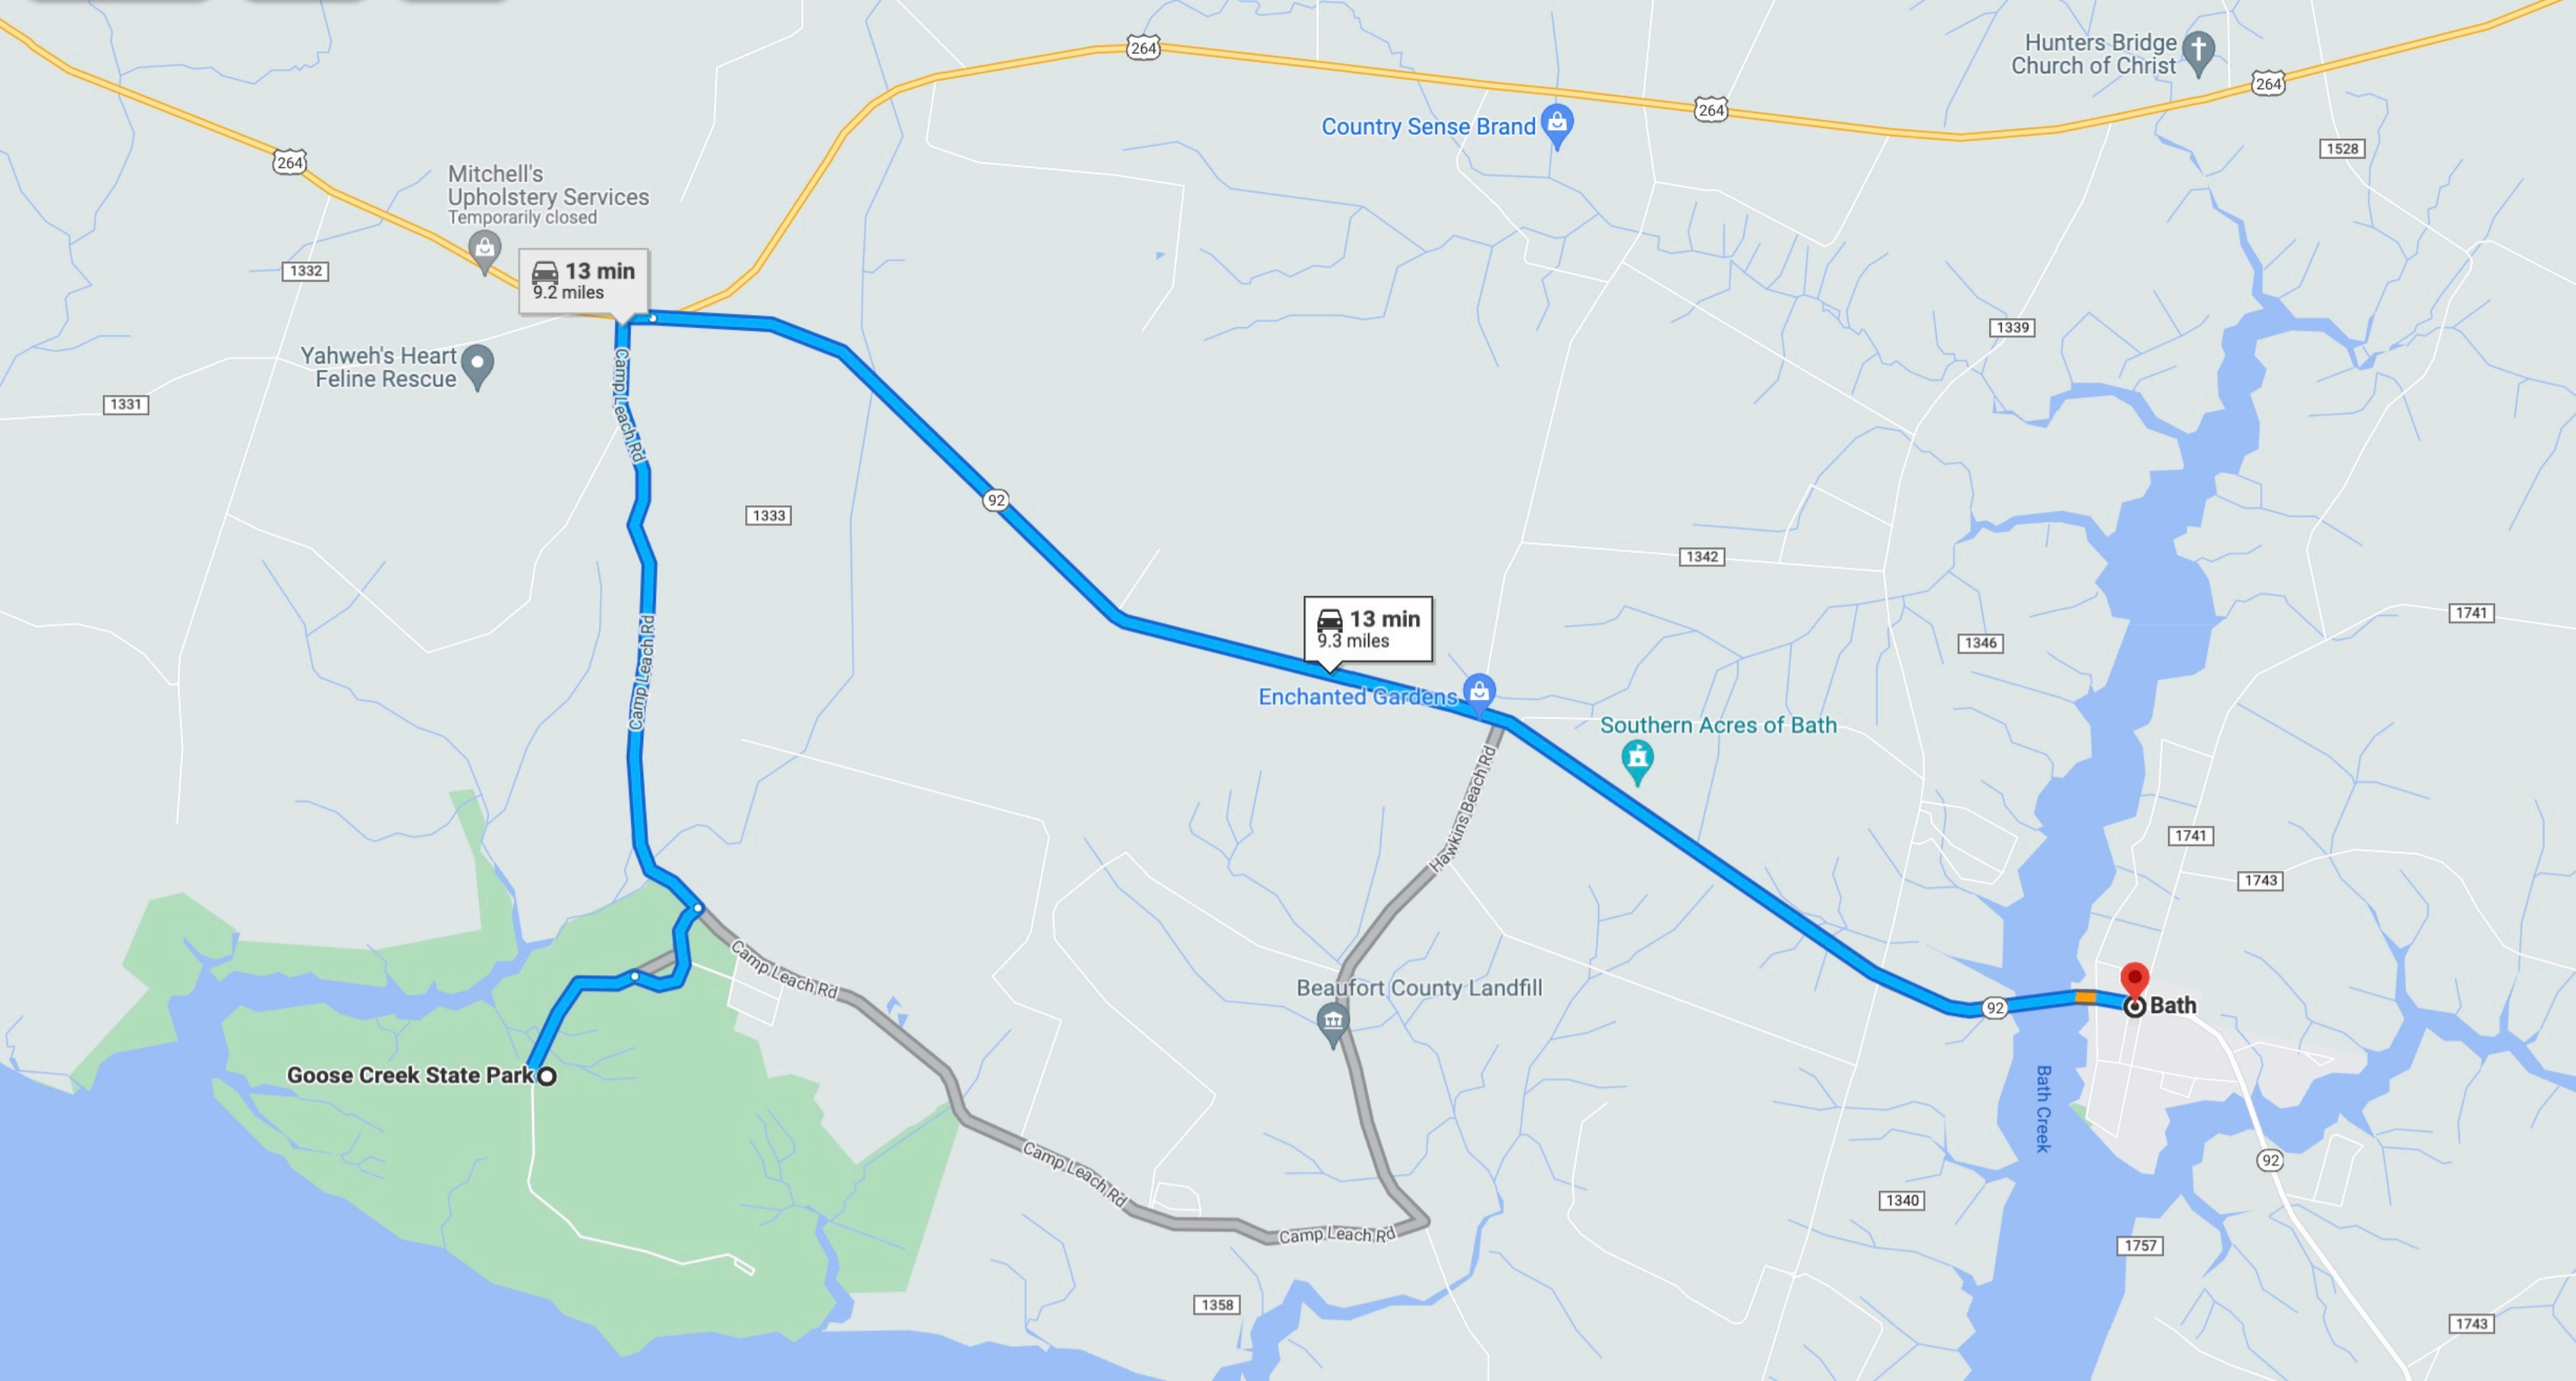 264
Hunters Bridge
Church of Christ
264
Country Sense Brand
264
1528
264
Mitchell's
Upholstery Services
Temporarily closed
1332
13 min
9.2 miles
1339
Yahweh's Heart
Feline Rescue
Camp Leach Rd
1331
92
1333
1342
13 min
9.3 miles
1741
1346
Camp Leach Rd
Enchanted Gardens
Southern Acres of Bath
Hawkins Beach Rd
1741
1743
Camp Leach Rd
Beaufort County Landfill
92
Bath
Goose Creek State Park
Bath Creek
Camp Leach Rd
92
1340
Camp Leach Rd
1757
1358
1743